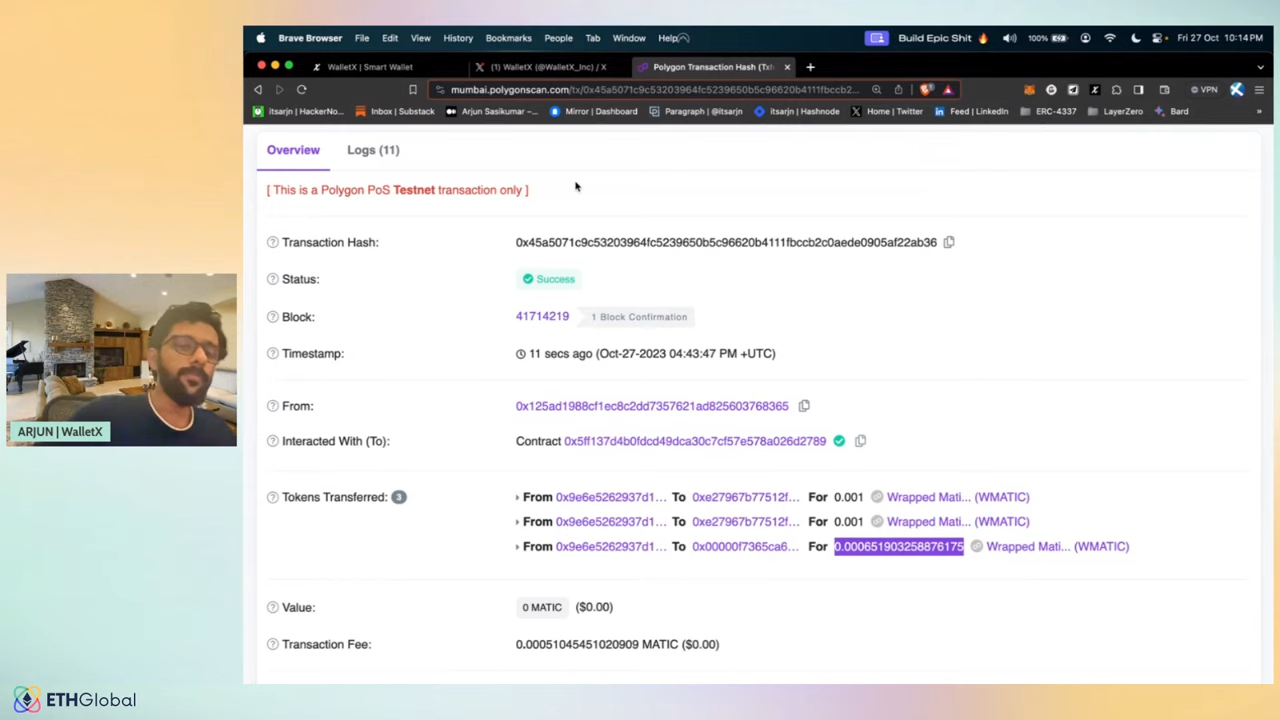 Brave Browser File Edit View History Bookmarks People Tab Window Help Build Epic Shit 🔥 100% Fri 27 Oct 10:14 PM
WalletX | Smart Wallet (1) WalletX (@WalletX_Inc) / X Polygon Transaction Hash (Txh
mumbai.polygonscan.com/tx/0x45a5071c9c53203964fc5239650b5c96620b4111fbccb2c... VPN
itsarjn | HackerNo... Inbox | Substack Arjun Sasikumar –... Mirror | Dashboard Paragraph | @itsarjn itsarjn | Hashnode Home | Twitter Feed | LinkedIn ERC-4337 LayerZero Bard
Overview Logs (11)
[ This is a Polygon PoS Testnet transaction only ]
Transaction Hash: 0x45a5071c9c53203964fc5239650b5c96620b4111fbccb2c0aede0905af22ab36
Status: Success
Block: 41714219 1 Block Confirmation
Timestamp: 11 secs ago (Oct-27-2023 04:43:47 PM +UTC)
From: 0x125ad1988cf1ec8c2dd7357621ad825603768365
Interacted With (To): Contract 0x5ff137d4b0fdcd49dca30c7cf57e578a026d2789
Tokens Transferred: 3 From 0x9e6e5262937d1... To 0xe27967b77512f... For 0.001 Wrapped Mati... (WMATIC)
From 0x9e6e5262937d1... To 0xe27967b77512f... For 0.001 Wrapped Mati... (WMATIC)
From 0x9e6e5262937d1... To 0x00000f7365ca6... For 0.000651903258876175 Wrapped Mati... (WMATIC)
Value: 0 MATIC ($0.00)
Transaction Fee: 0.00051045451020909 MATIC ($0.00)
ARJUN | WalletX
ETHGlobal